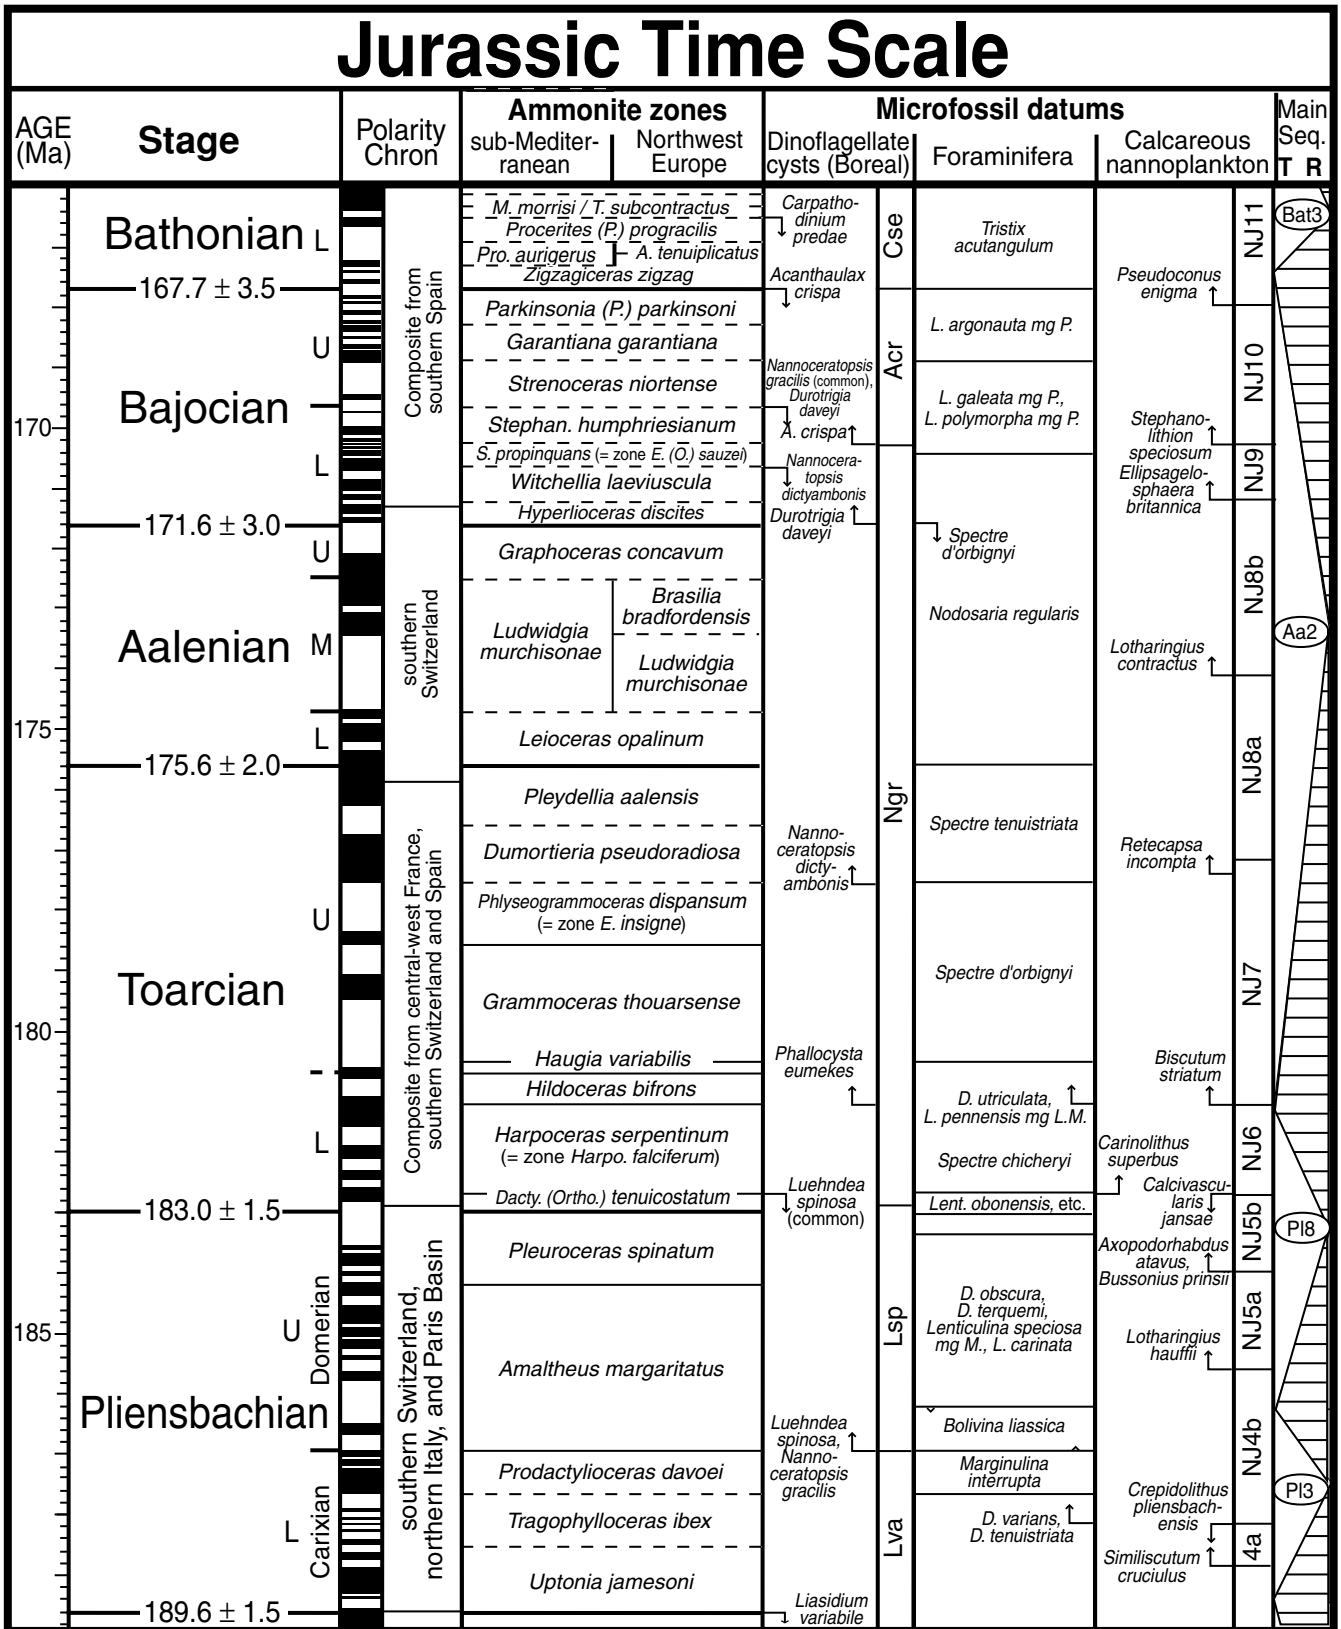 Jurassic Time Scale
AGE
(Ma)
Stage
Polarity
Chron
Ammonite zones
sub-Mediter-
ranean
Northwest
Europe
Microfossil datums
Dinoflagellate
cysts (Boreal)
Foraminifera
Calcareous
nannoplankton
Main
Seq.
T R
170
175
180
185
Bathonian
L
167.7 ± 3.5
U
Bajocian
L
171.6 ± 3.0
U
Aalenian
M
L
175.6 ± 2.0
U
Toarcian
L
183.0 ± 1.5
U
Domerian
Pliensbachian
L
Carixian
189.6 ± 1.5
Composite from
southern Spain
southern
Switzerland
Composite from central-west France,
southern Switzerland and Spain
southern Switzerland,
northern Italy, and Paris Basin
M. morrisi / T. subcontractus
Procerites (P.) progracilis
Pro. aurigerus
A. tenuiplicatus
Zigzagiceras zigzag
Parkinsonia (P.) parkinsoni
Garantiana garantiana
Strenoceras niortense
Stephan. humphriesianum
S. propinquans (= zone E. (O.) sauzei)
Witchellia laeviuscula
Hyperlioceras discites
Graphoceras concavum
Ludwidgia
murchisonae
Brasilia
bradfordensis
Ludwidgia
murchisonae
Leioceras opalinum
Pleydellia aalensis
Dumortieria pseudoradiosa
Phlyseogrammoceras dispansum
(= zone E. insigne)
Grammoceras thouarsense
Haugia variabilis
Hildoceras bifrons
Harpoceras serpentinum
(= zone Harpo. falciferum)
Dacty. (Ortho.) tenuicostatum
Pleuroceras spinatum
Amaltheus margaritatus
Prodactylioceras davoei
Tragophylloceras ibex
Uptonia jamesoni
Carpatho-
dinium
predae
Acanthaulax
crispa
Nannoceratopsis
gracilis (common),
Durotrigia
daveyi
A. crispa
Nannocera-
topsis
dictyambonis
Durotrigia
daveyi
Nanno-
ceratopsis
dicty-
ambonis
Phallocysta
eumekes
Luehndea
spinosa
(common)
Luehndea
spinosa,
Nanno-
ceratopsis
gracilis
Liasidium
variabile
Cse
Acr
Ngr
Lsp
Lva
Tristix
acutangulum
L. argonauta mg P.
L. galeata mg P.,
L. polymorpha mg P.
Spectre
d'orbignyi
Nodosaria regularis
Spectre tenuistriata
Spectre d'orbignyi
D. utriculata,
L. pennensis mg L.M.
Spectre chicheryi
Lent. obonensis, etc.
D. obscura,
D. terquemi,
Lenticulina speciosa
mg M., L. carinata
Bolivina liassica
Marginulina
interrupta
D. varians,
D. tenuistriata
Pseudoconus
enigma
Stephano-
lithion
speciosum
Ellipsagelo-
sphaera
britannica
Lotharingius
contractus
Retecapsa
incompta
Biscutum
striatum
Carinolithus
superbus
Calcivascu-
laris
jansae
Axopodorhabdus
atavus,
Bussonius prinsii
Lotharingius
hauffii
Crepidolithus
pliensbach-
ensis
Similiscutum
cruciulus
NJ11
NJ10
NJ9
NJ8b
NJ8a
NJ7
NJ6
NJ5b
NJ5a
NJ4b
4a
Bat3
Aa2
Pl8
Pl3